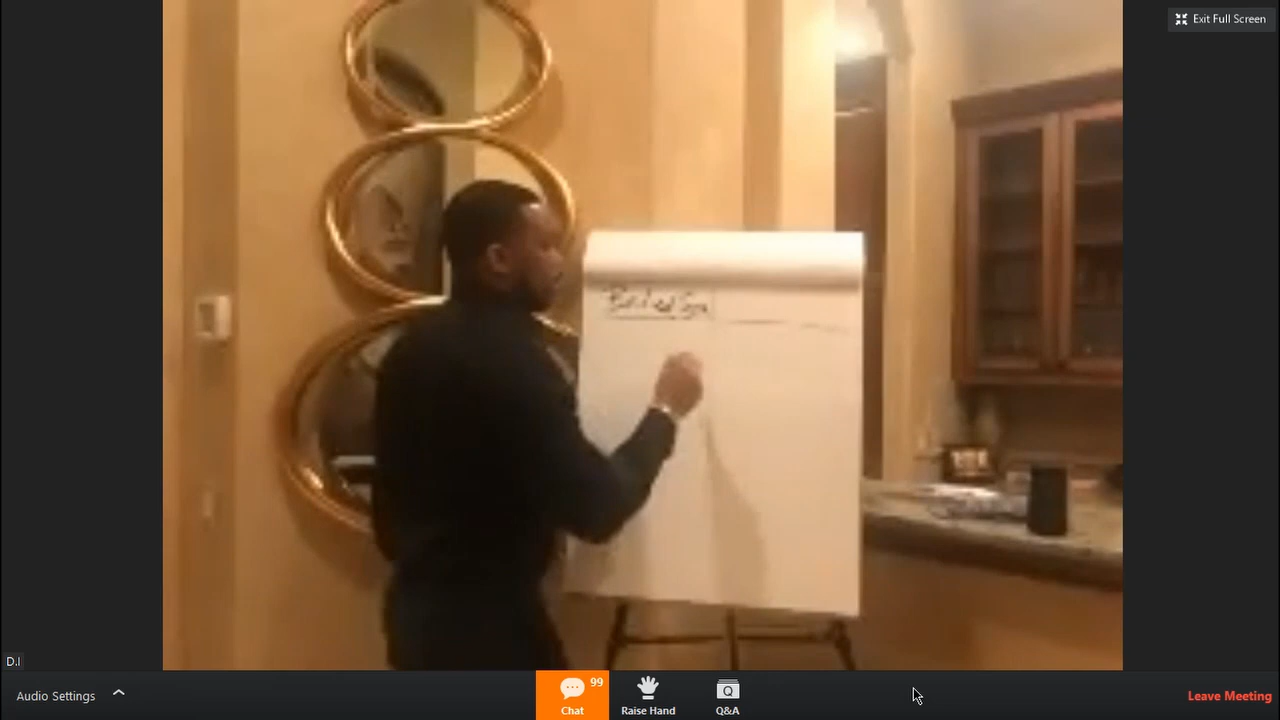 Exit Full Screen
D.I
Audio Settings
99
Chat
Raise Hand
Q
Q&A
Leave Meeting